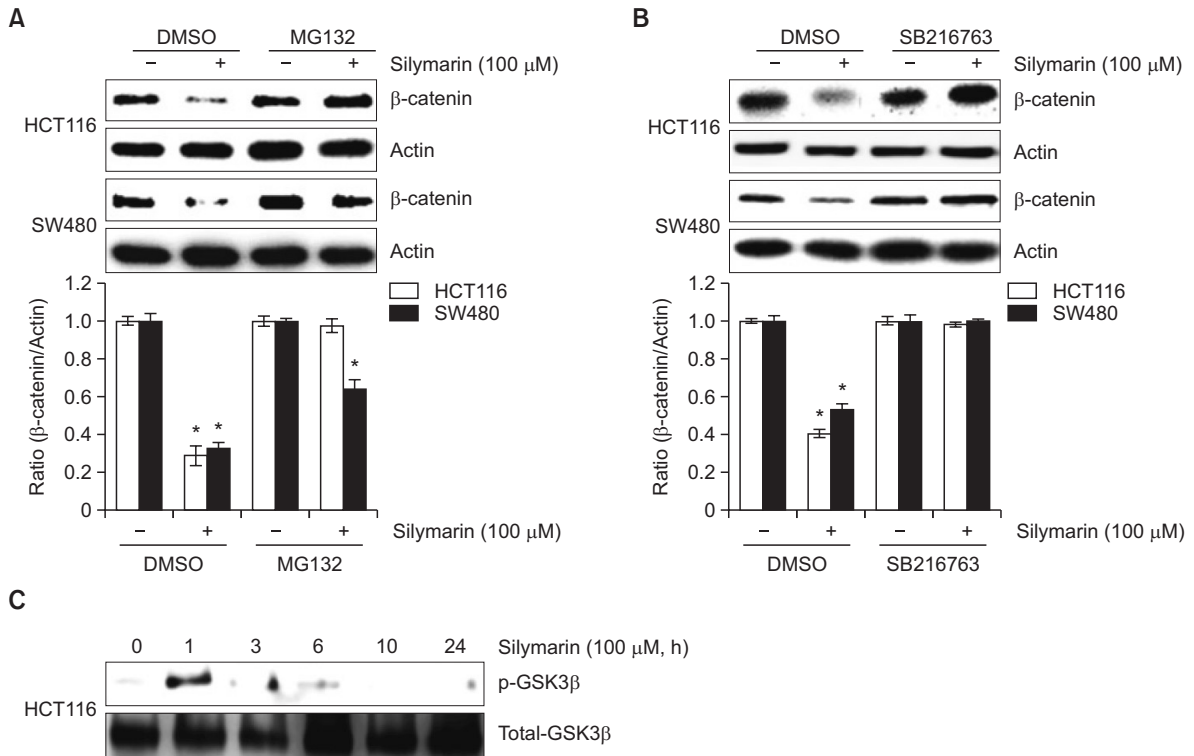 A
DMSO MG132
– + – + Silymarin (100 μM)
HCT116
β-catenin
Actin
SW480
β-catenin
Actin
Ratio (β-catenin/Actin)
1.2
1.0
0.8
0.6
0.4
0.2
0
* * *
HCT116
SW480
– + – + Silymarin (100 μM)
DMSO MG132
B
DMSO SB216763
– + – + Silymarin (100 μM)
HCT116
β-catenin
Actin
SW480
β-catenin
Actin
Ratio (β-catenin/Actin)
1.2
1.0
0.8
0.6
0.4
0.2
0
* *
HCT116
SW480
– + – + Silymarin (100 μM)
DMSO SB216763
C
0 1 3 6 10 24 Silymarin (100 μM, h)
HCT116
p-GSK3β
Total-GSK3β